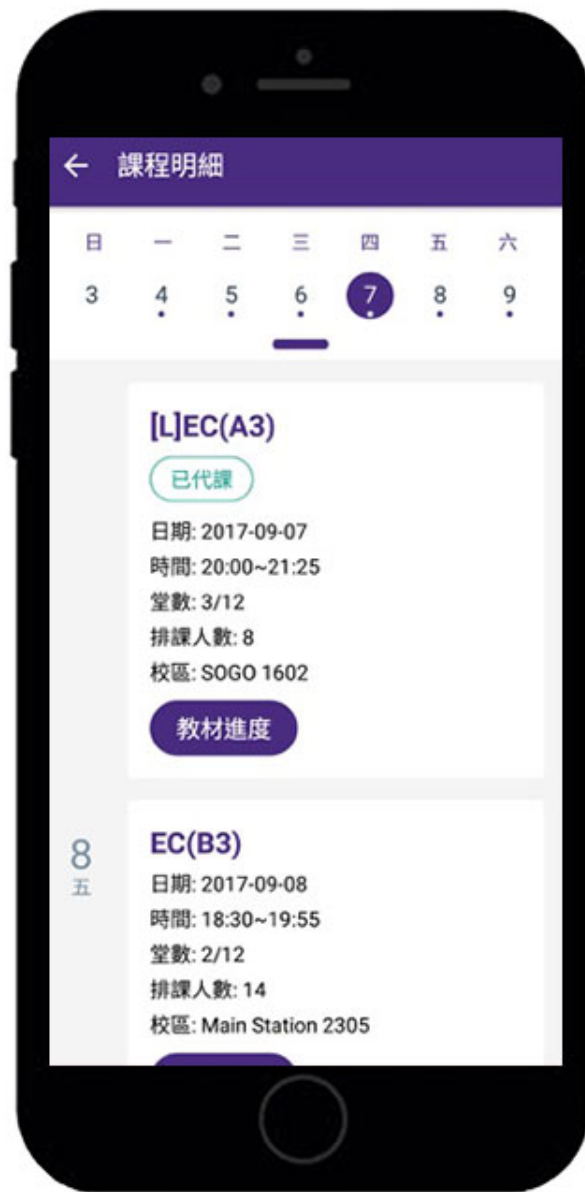 課程明細
日 一 二 三 四 五 六
3 4 5 6 7 8 9
[L]EC(A3)
已代課
日期: 2017-09-07
時間: 20:00~21:25
堂數: 3/12
排課人數: 8
校區: SOGO 1602
教材進度
8
五
EC(B3)
日期: 2017-09-08
時間: 18:30~19:55
堂數: 2/12
排課人數: 14
校區: Main Station 2305